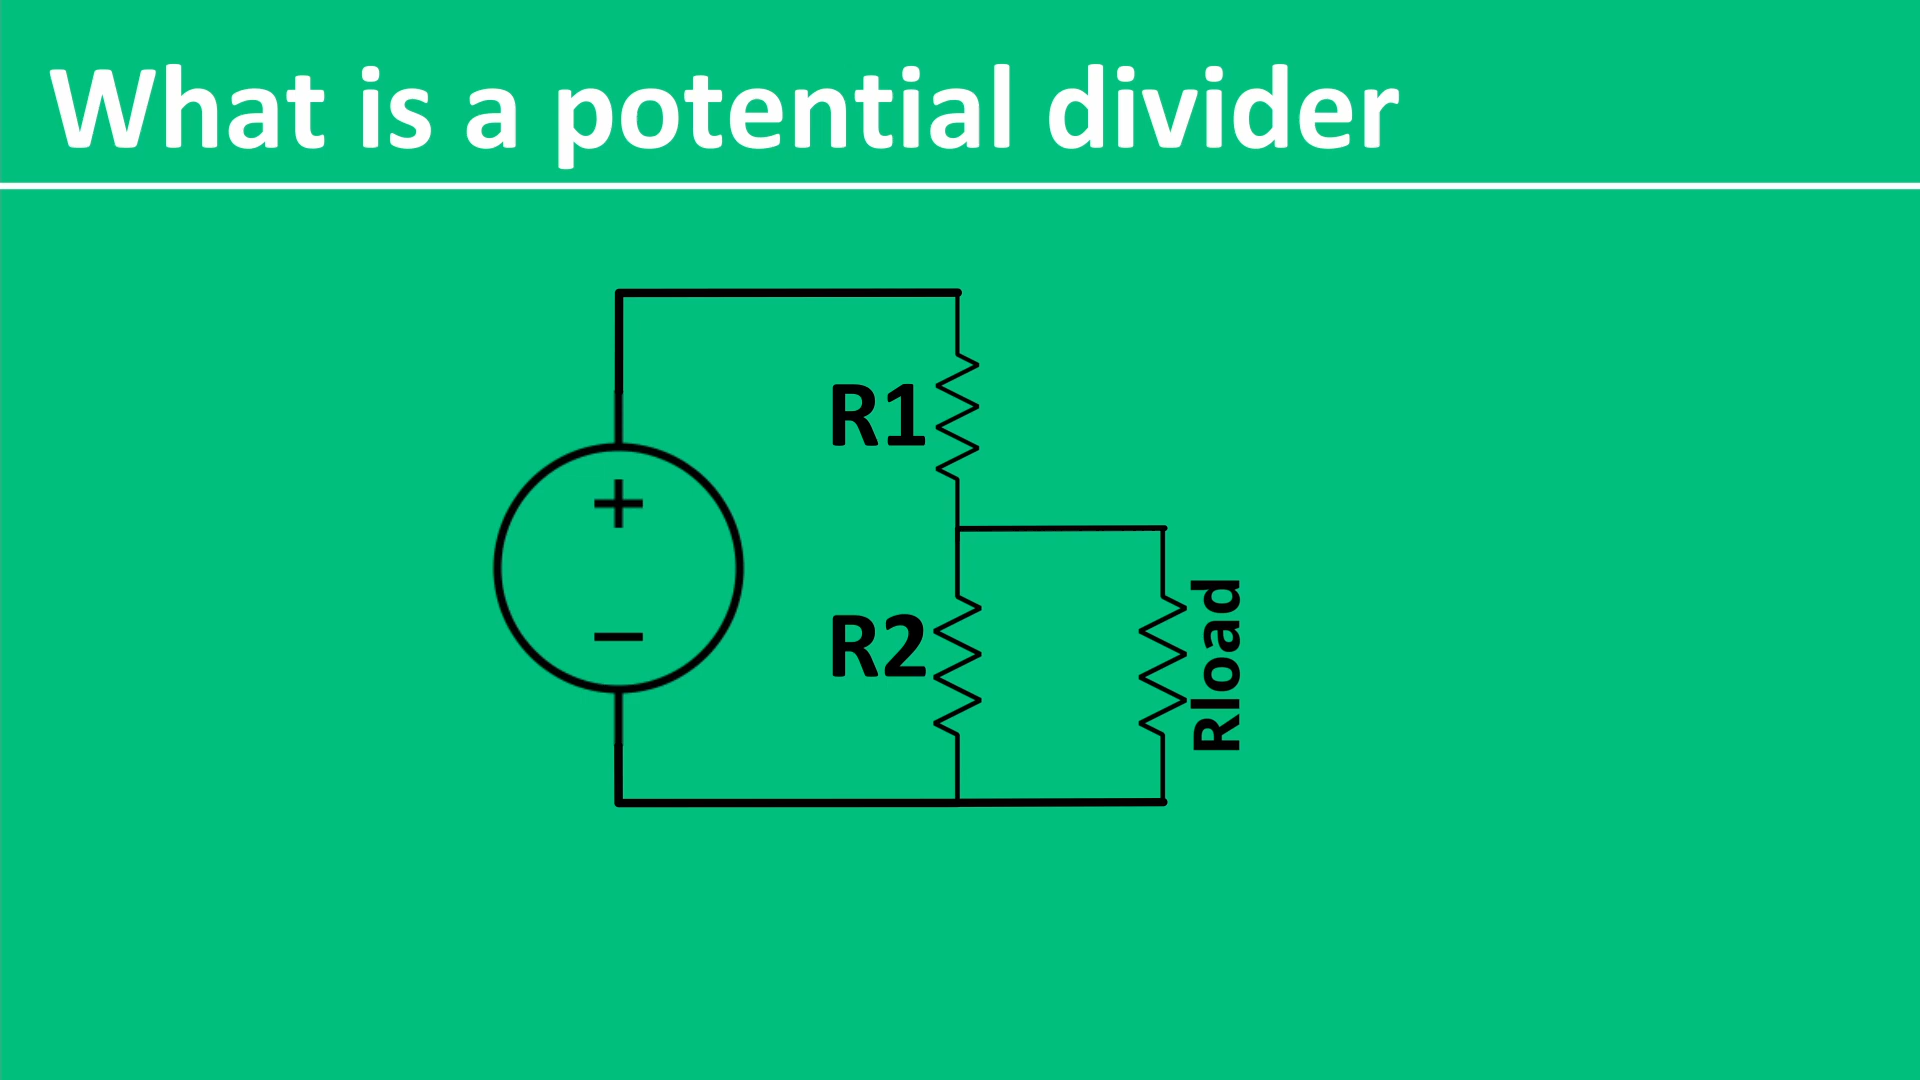 What is a potential divider
R1
R2
Rload